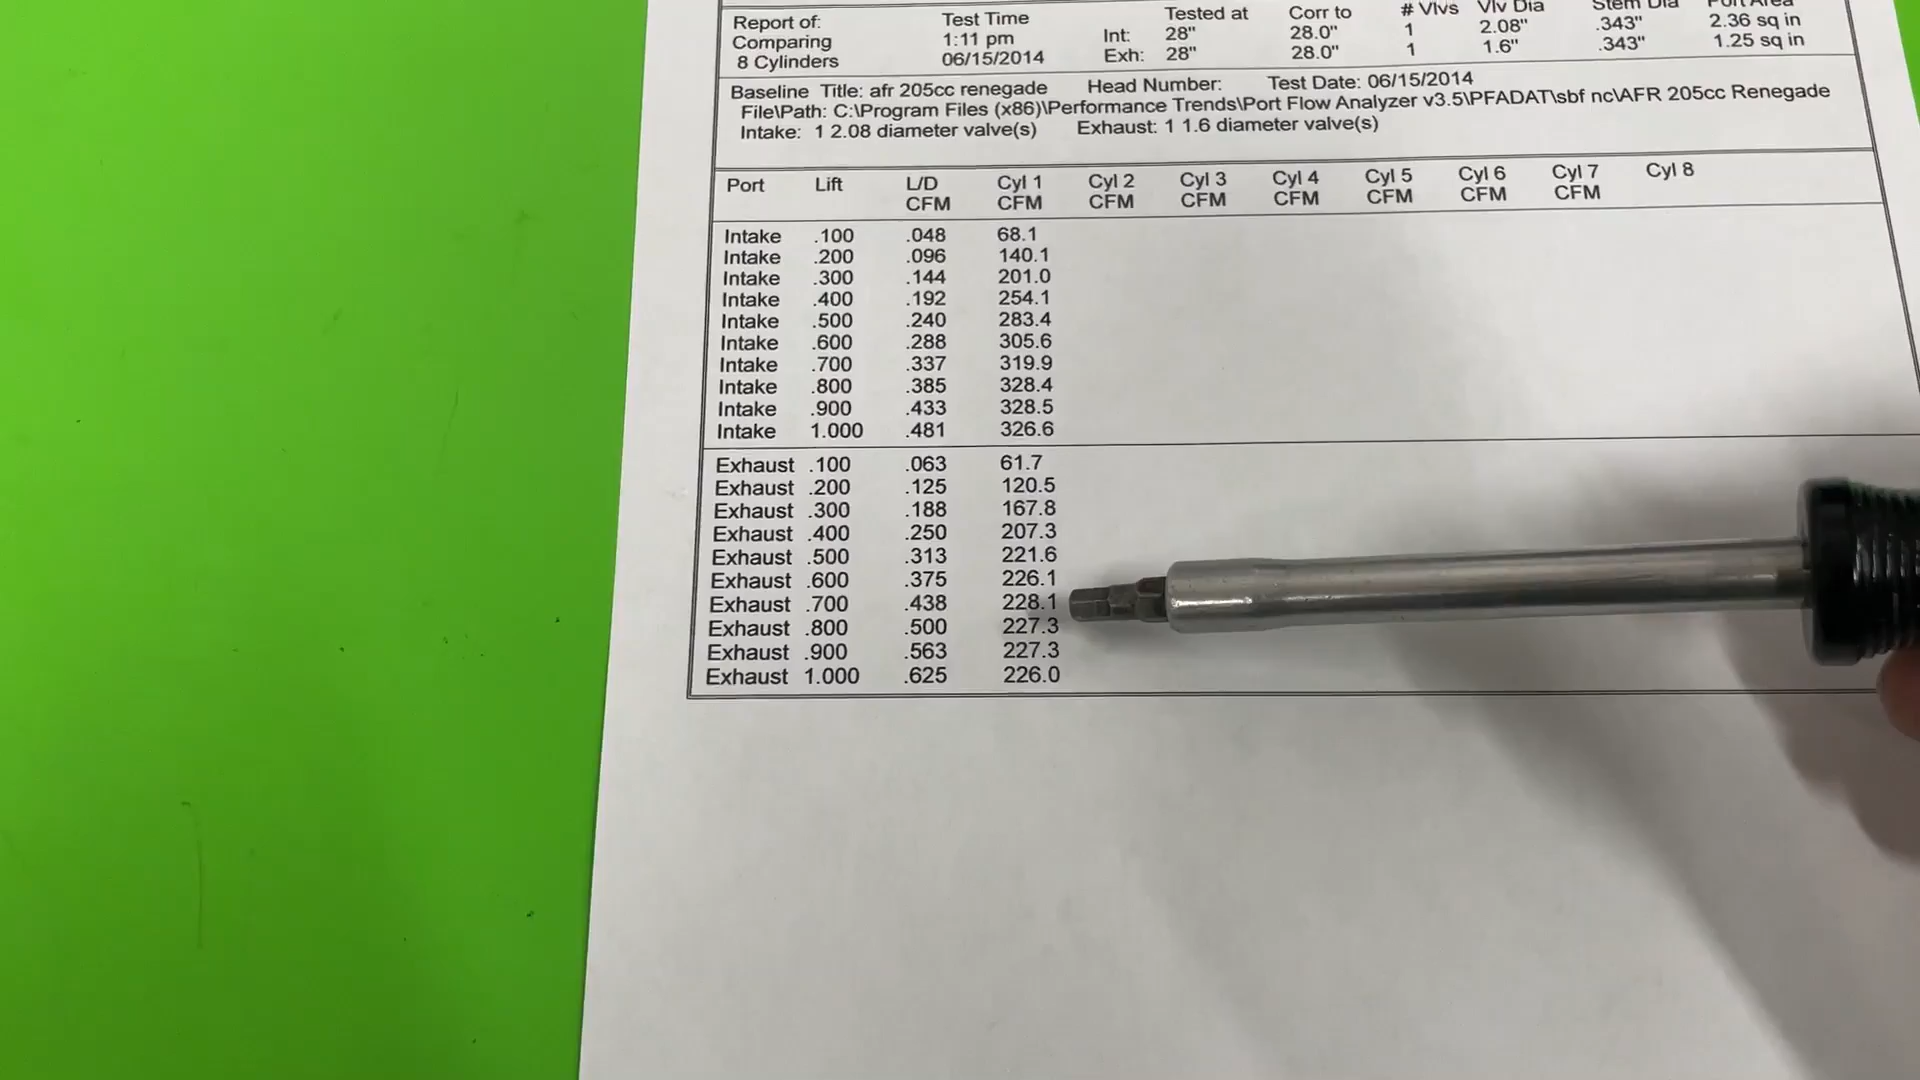 Report of: Test Time Tested at Corr to # Vlvs Vlv Dia Stem Dia Port Area
Comparing 1:11 pm Int: 28" 28.0" 1 2.08" .343" 2.36 sq in
8 Cylinders 06/15/2014 Exh: 28" 28.0" 1 1.6" .343" 1.25 sq in
Baseline Title: afr 205cc renegade Head Number: Test Date: 06/15/2014
File\Path: C:\Program Files (x86)\Performance Trends\Port Flow Analyzer v3.5\PFADAT\sbf nc\AFR 205cc Renegade
Intake: 1 2.08 diameter valve(s) Exhaust: 1 1.6 diameter valve(s)
Port Lift L/D Cyl 1 Cyl 2 Cyl 3 Cyl 4 Cyl 5 Cyl 6 Cyl 7 Cyl 8
CFM CFM CFM CFM CFM CFM CFM CFM
Intake .100 .048 68.1
Intake .200 .096 140.1
Intake .300 .144 201.0
Intake .400 .192 254.1
Intake .500 .240 283.4
Intake .600 .288 305.6
Intake .700 .337 319.9
Intake .800 .385 328.4
Intake .900 .433 328.5
Intake 1.000 .481 326.6
Exhaust .100 .063 61.7
Exhaust .200 .125 120.5
Exhaust .300 .188 167.8
Exhaust .400 .250 207.3
Exhaust .500 .313 221.6
Exhaust .600 .375 226.1
Exhaust .700 .438 228.1
Exhaust .800 .500 227.3
Exhaust .900 .563 227.3
Exhaust 1.000 .625 226.0